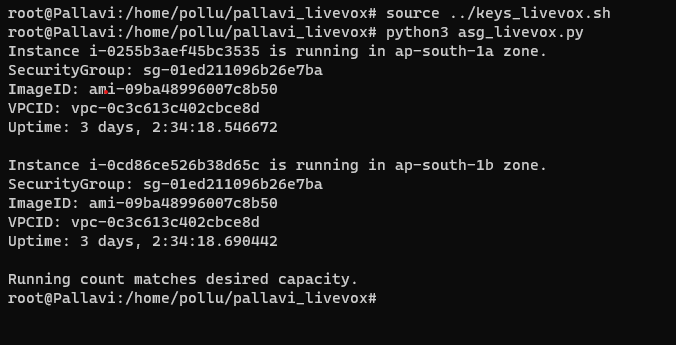 root@Pallavi:/home/pollu/pallavi_livevox# source ../keys_livevox.sh
root@Pallavi:/home/pollu/pallavi_livevox# python3 asg_livevox.py
Instance i-0255b3aef45bc3535 is running in ap-south-1a zone.
SecurityGroup: sg-01ed211096b26e7ba
ImageID: ami-09ba48996007c8b50
VPCID: vpc-0c3c613c402cbce8d
Uptime: 3 days, 2:34:18.546672
Instance i-0cd86ce526b38d65c is running in ap-south-1b zone.
SecurityGroup: sg-01ed211096b26e7ba
ImageID: ami-09ba48996007c8b50
VPCID: vpc-0c3c613c402cbce8d
Uptime: 3 days, 2:34:18.690442
Running count matches desired capacity.
root@Pallavi:/home/pollu/pallavi_livevox#